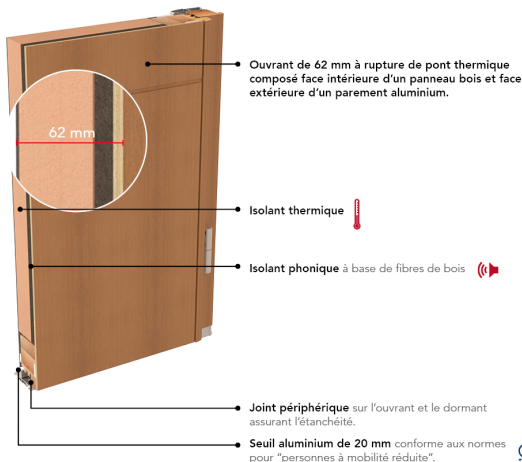 Ouvrant de 62 mm à rupture de pont thermique
composé face intérieure d'un panneau bois et face
extérieure d'un parement aluminium.
62 mm
Isolant thermique
Isolant phonique à base de fibres de bois
Joint périphérique sur l'ouvrant et le dormant
assurant l'étanchéité.
Seuil aluminium de 20 mm conforme aux normes
pour "personnes à mobilité réduite".